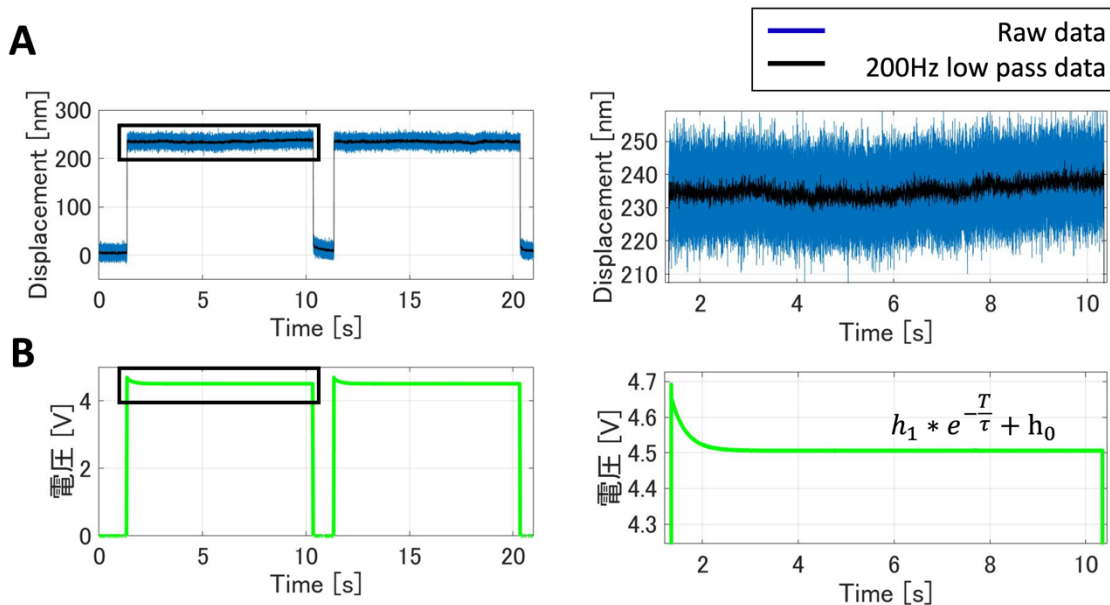 A
Raw data
200Hz low pass data
Displacement [nm]
300
200
100
0
0
5
10
15
20
Time [s]
Displacement [nm]
250
240
230
220
210
2
4
6
8
10
Time [s]
B
電圧 [V]
4
2
0
0
5
10
15
20
Time [s]
電圧 [V]
4.7
4.6
4.5
4.4
4.3
h₁ * e^{-T/τ} + h₀
2
4
6
8
10
Time [s]